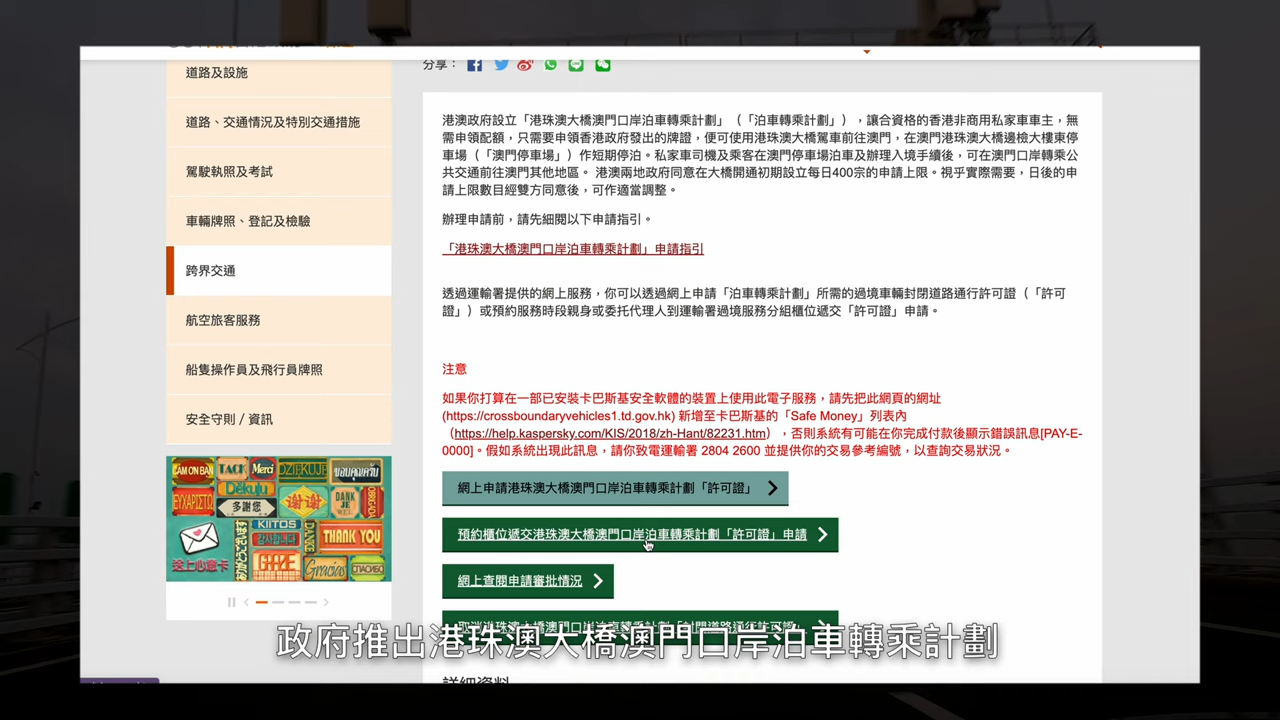 分享：
道路及設施
道路、交通情況及特別交通措施
駕駛執照及考試
車輛牌照、登記及檢驗
跨界交通
航空旅客服務
船隻操作員及飛行員牌照
安全守則 / 資訊
港澳政府設立「港珠澳大橋澳門口岸泊車轉乘計劃」（「泊車轉乘計劃」），讓合資格的香港非商用私家車車主，無
需申領配額，只需要申領香港政府發出的牌證，便可使用港珠澳大橋駕車前往澳門，在澳門港珠澳大橋邊檢大樓東停
車場（「澳門停車場」）作短期停泊。私家車司機及乘客在澳門停車場泊車及辦理入境手續後，可在澳門口岸轉乘公
共交通前往澳門其他地區。 港澳兩地政府同意在大橋開通初期設立每日400宗的申請上限。視乎實際需要，日後的申
請上限數目經雙方同意後，可作適當調整。
辦理申請前，請先細閱以下申請指引。
「港珠澳大橋澳門口岸泊車轉乘計劃」申請指引
透過運輸署提供的網上服務，你可以透過網上申請「泊車轉乘計劃」所需的過境車輛封閉道路通行許可證（「許可
證」）或預約服務時段親身或委托代理人到運輸署過境服務分組櫃位遞交「許可證」申請。
注意
如果你打算在一部已安裝卡巴斯基安全軟體的裝置上使用此電子服務，請先把此網頁的網址
(https://crossboundaryvehicles1.td.gov.hk) 新增至卡巴斯基的「Safe Money」列表內
（https://help.kaspersky.com/KIS/2018/zh-Hant/82231.htm），否則系統有可能在你完成付款後顯示錯誤訊息[PAY-E-
0000]。假如系統出現此訊息，請你致電運輸署 2804 2600 並提供你的交易參考編號，以查詢交易狀況。
網上申請港珠澳大橋澳門口岸泊車轉乘計劃「許可證」
預約櫃位遞交港珠澳大橋澳門口岸泊車轉乘計劃「許可證」申請
網上查閱申請審批情況
TACK
Merci
DZIĘKUJĘ
ΕΥΧΑΡΙΣΤΩ
多謝您
谢谢
DANK JE
OBRIGADA
KIITOS
감사합니다
DANKE
THANK YOU
GRAZIE
Gracias
送上心意卡
政府推出港珠澳大橋澳門口岸泊車轉乘計劃